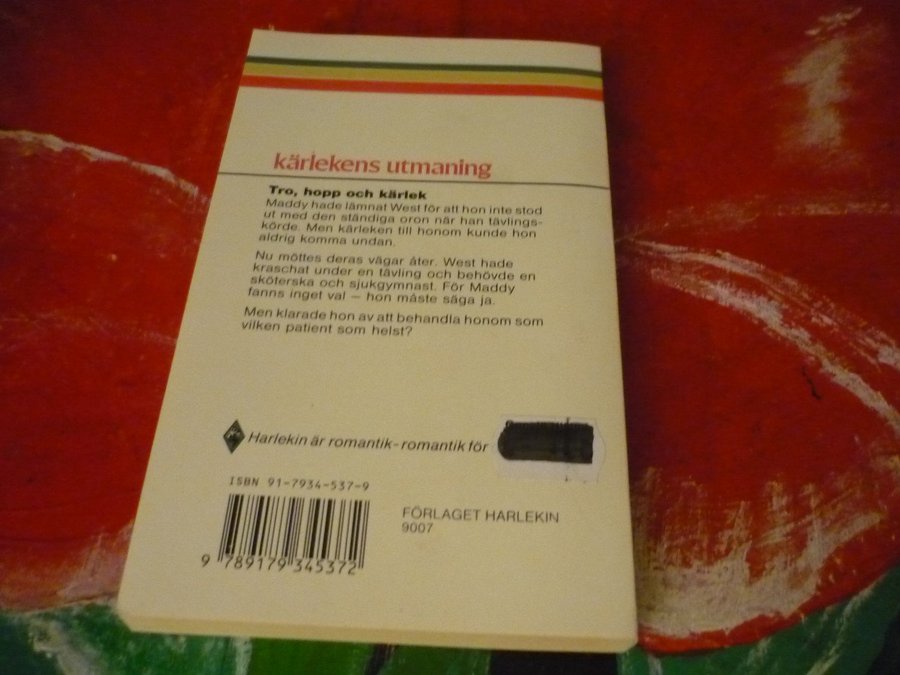 kärlekens utmaning
Tro, hopp och kärlek
Maddy hade lämnat West för att hon inte stod
ut med den ständiga oron när han tävlings-
körde. Men kärleken till honom kunde hon
aldrig komma undan.
Nu möttes deras vägar åter. West hade
kraschat under en tävling och behövde en
sköterska och sjukgymnast. För Maddy
fanns inget val – hon måste säga ja.
Men klarade hon av att behandla honom som
vilken patient som helst?
Harlekin är romantik-romantik för
ISBN 91-7934-537-9
FÖRLAGET HARLEKIN
9007
9 789179 345372